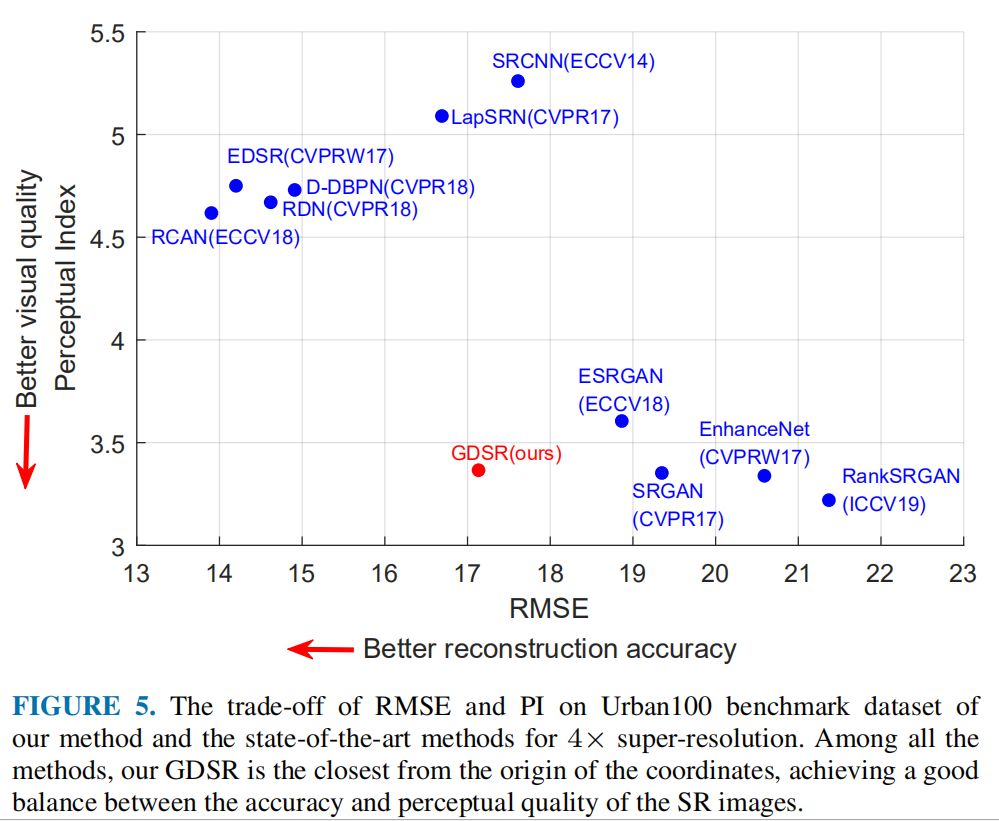 5.5
SRCNN(ECCV14)
LapSRN(CVPR17)
5
EDSR(CVPRW17)
D-DBPN(CVPR18)
RDN(CVPR18)
RCAN(ECCV18)
4.5
Better visual quality
Perceptual Index
4
ESRGAN
(ECCV18)
3.5
EnhanceNet
(CVPRW17)
GDSR(ours)
SRGAN
(CVPR17)
RankSRGAN
(ICCV19)
3
13 14 15 16 17 18 19 20 21 22 23
RMSE
Better reconstruction accuracy
FIGURE 5. The trade-off of RMSE and PI on Urban100 benchmark dataset of
our method and the state-of-the-art methods for 4× super-resolution. Among all the
methods, our GDSR is the closest from the origin of the coordinates, achieving a good
balance between the accuracy and perceptual quality of the SR images.